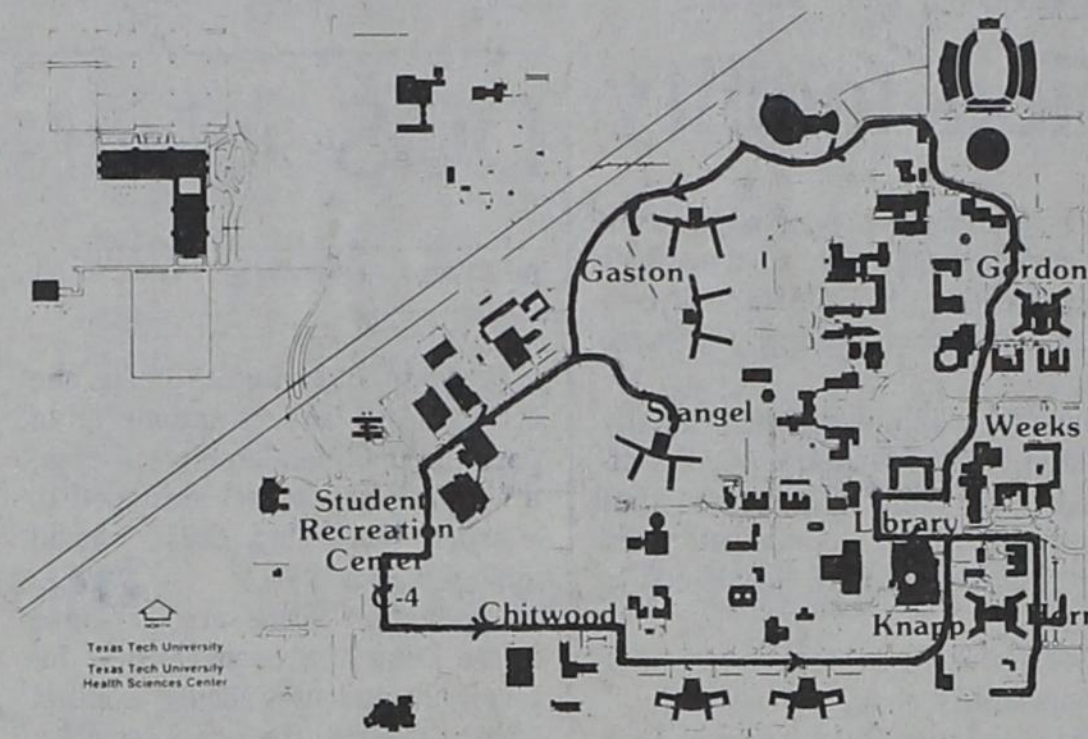 Gaston
Gordon
Stangel
Weeks
Student
Recreation
Center
Library
C-4
Chitwood
Knapp
Texas Tech University
Texas Tech University
Health Sciences Center